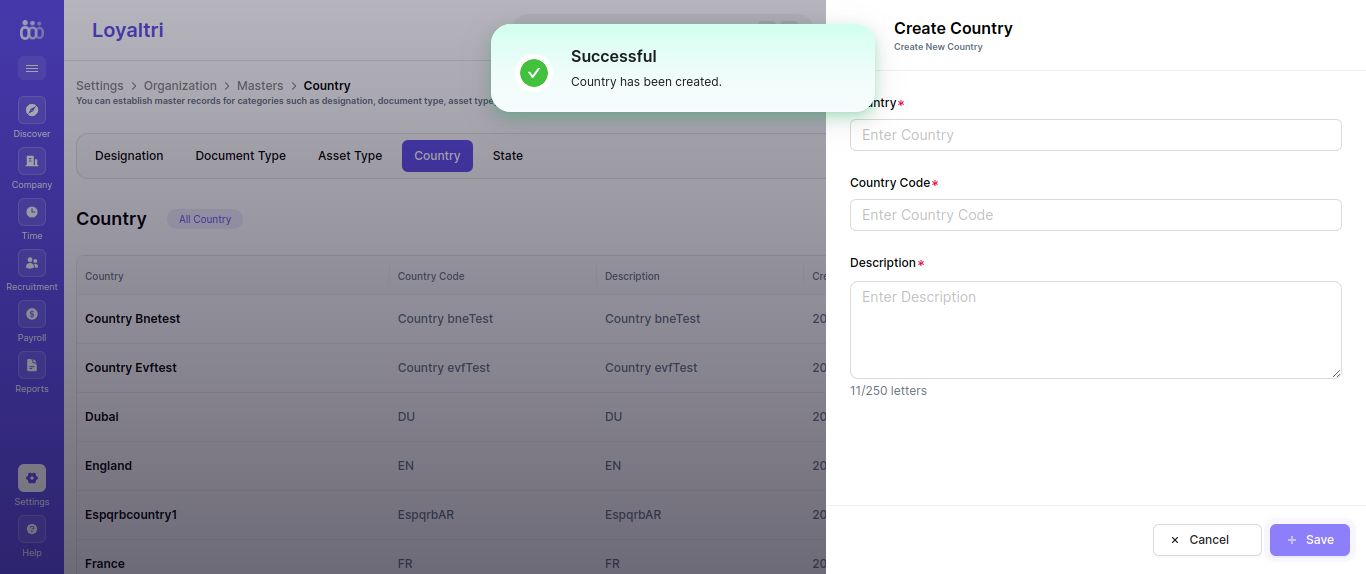 Loyaltri
Create Country
Create New Country
Successful
Country has been created.
Settings > Organization > Masters > Country
You can establish master records for categories such as designation, document type, asset type
Discover
Company
Time
Recruitment
Payroll
Reports
Settings
Help
Designation
Document Type
Asset Type
Country
State
Country
All Country
Country Country Code Description
Country Bnetest Country bneTest Country bneTest 20
Country Evftest Country evfTest Country evfTest 20
Dubai DU DU 20
England EN EN 20
Espqrbcountry1 EspqrbAR EspqrbAR 20
France FR FR 20
ntry*
Enter Country
Country Code*
Enter Country Code
Description*
Enter Description
11/250 letters
× Cancel
+ Save